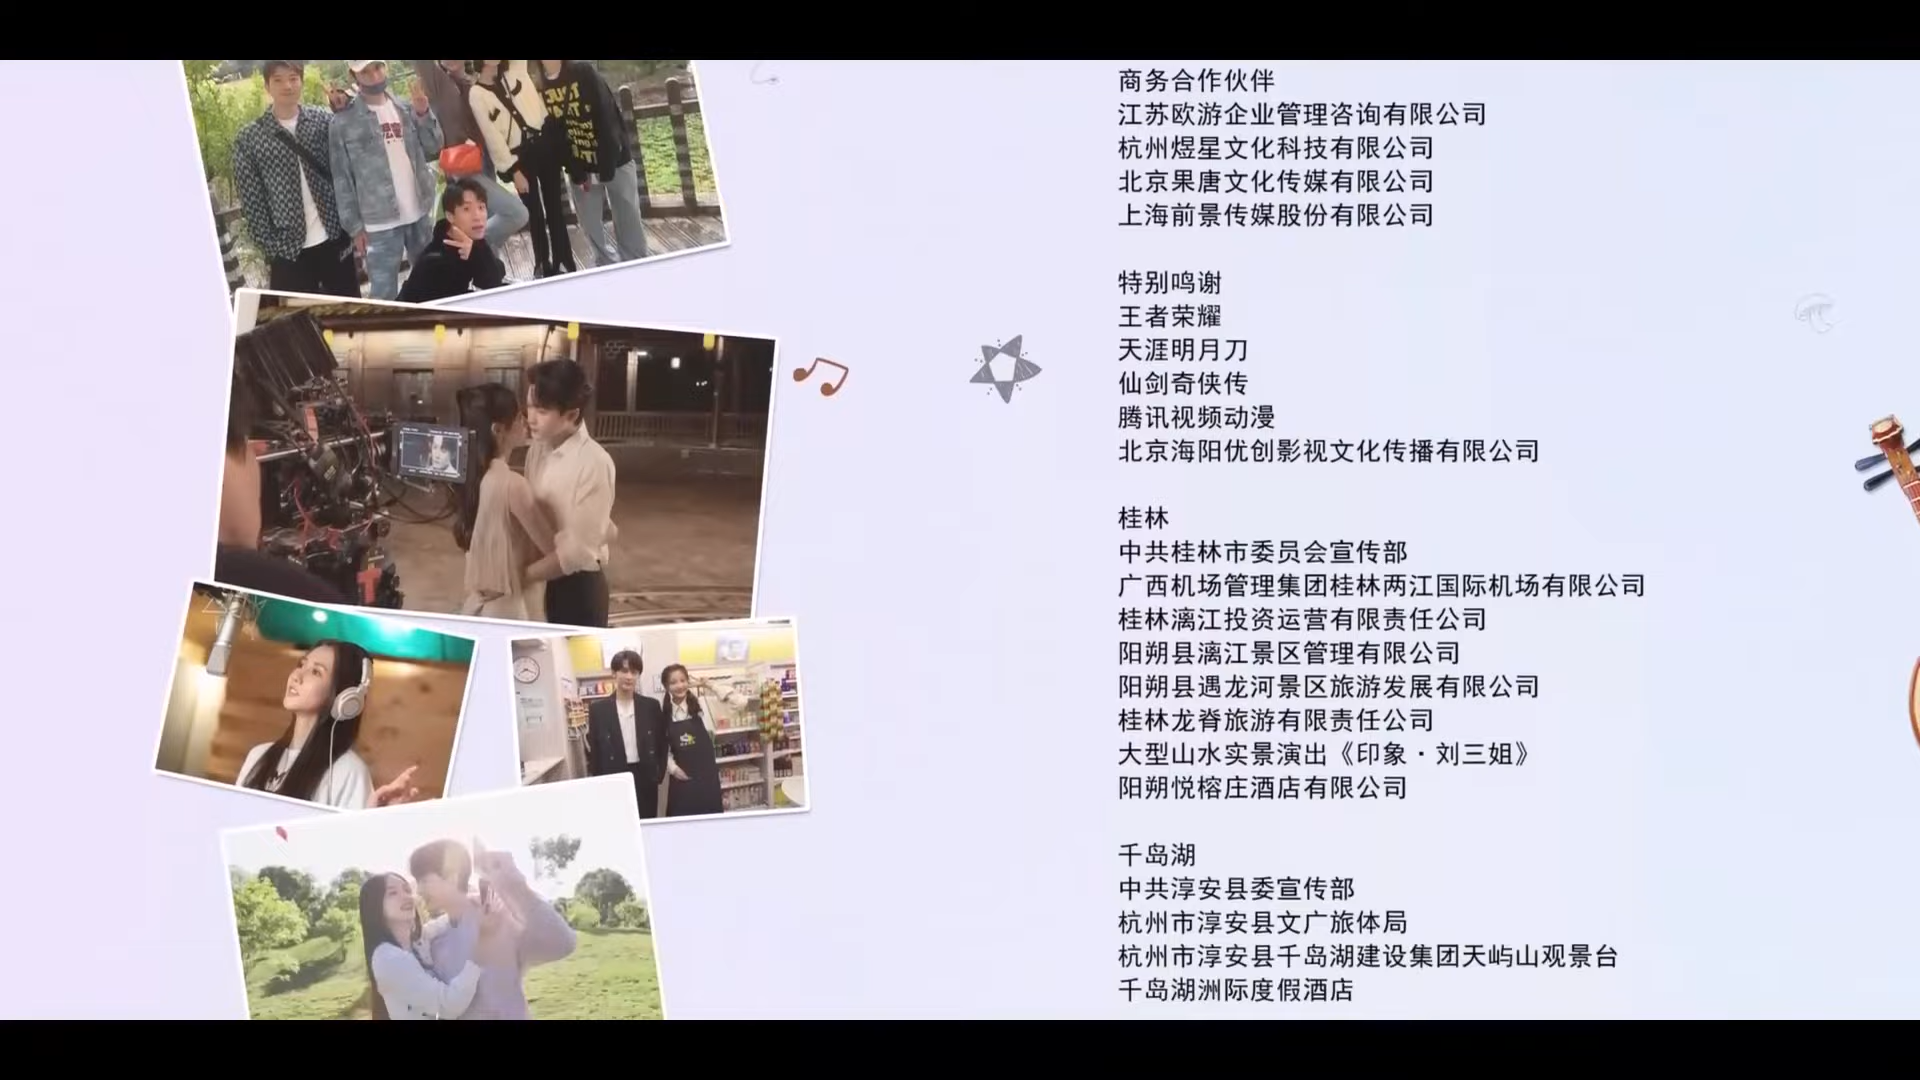 商务合作伙伴
江苏欧游企业管理咨询有限公司
杭州煜星文化科技有限公司
北京果唐文化传媒有限公司
上海前景传媒股份有限公司
特别鸣谢
王者荣耀
天涯明月刀
仙剑奇侠传
腾讯视频动漫
北京海阳优创影视文化传播有限公司
桂林
中共桂林市委员会宣传部
广西机场管理集团桂林两江国际机场有限公司
桂林漓江投资运营有限责任公司
阳朔县漓江景区管理有限公司
阳朔县遇龙河景区旅游发展有限公司
桂林龙脊旅游有限责任公司
大型山水实景演出《印象·刘三姐》
阳朔悦榕庄酒店有限公司
千岛湖
中共淳安县委宣传部
杭州市淳安县文广旅体局
杭州市淳安县千岛湖建设集团天屿山观景台
千岛湖洲际度假酒店